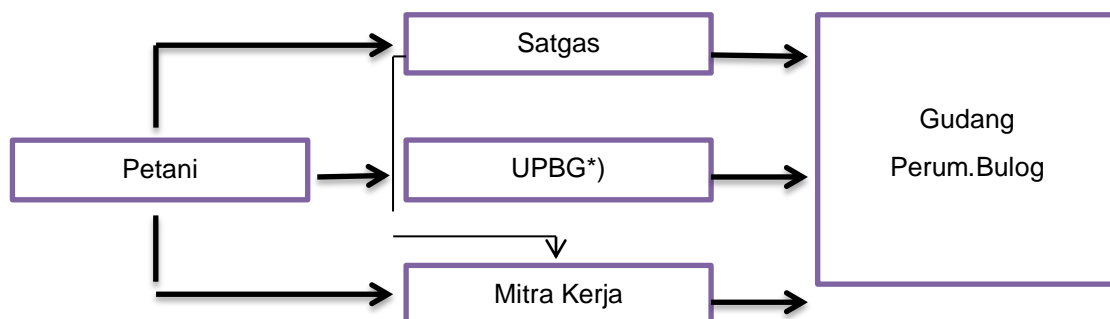 Satgas
Petani
UPBG*)
Mitra Kerja
Gudang
Perum.Bulog